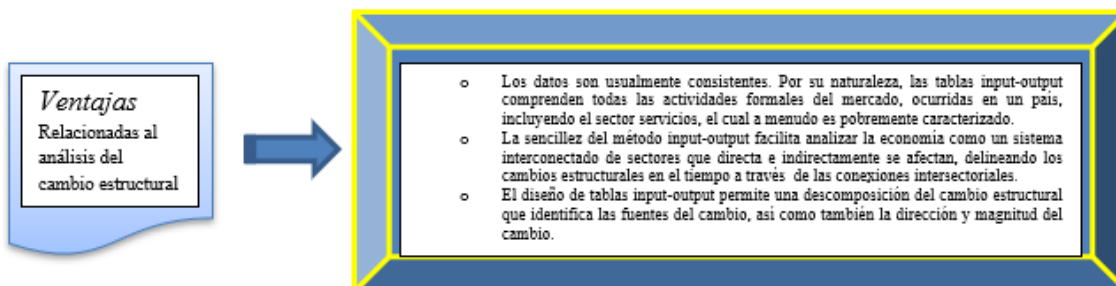 Ventajas
Relacionadas al
análisis del
cambio estructural
o Los datos son usualmente consistentes. Por su naturaleza, las tablas input-output
comprenden todas las actividades formales del mercado, ocurridas en un país,
incluyendo el sector servicios, el cual a menudo es pobremente caracterizado.
o La sencillez del método input-output facilita analizar la economía como un sistema
interconectado de sectores que directa e indirectamente se afectan, delineando los
cambios estructurales en el tiempo a través de las conexiones intersectoriales.
o El diseño de tablas input-output permite una descomposición del cambio estructural
que identifica las fuentes del cambio, así como también la dirección y magnitud del
cambio.